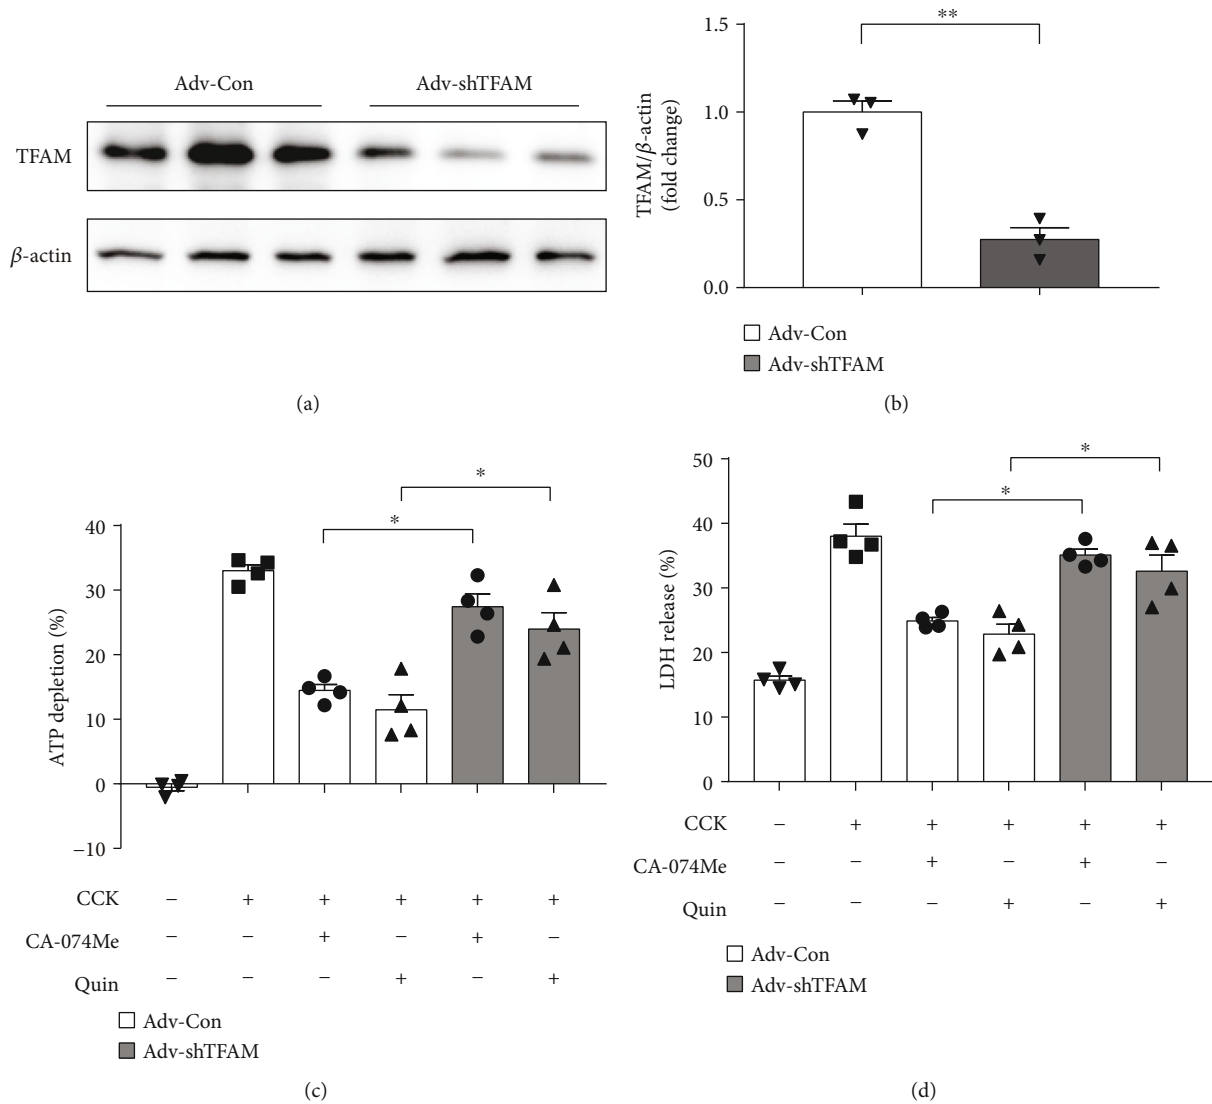 Adv-Con Adv-shTFAM
TFAM
β-actin
(a)
**
TFAM/β-actin
(fold change)
1.5
1.0
0.5
0.0
Adv-Con
Adv-shTFAM
(b)
*
*
ATP depletion (%)
40
30
20
10
0
−10
CCK − + + + + +
CA-074Me − − + − + −
Quin − − − + − +
Adv-Con
Adv-shTFAM
(c)
*
*
LDH release (%)
50
40
30
20
10
0
CCK − + + + + +
CA-074Me − − + − + −
Quin − − − + − +
Adv-Con
Adv-shTFAM
(d)